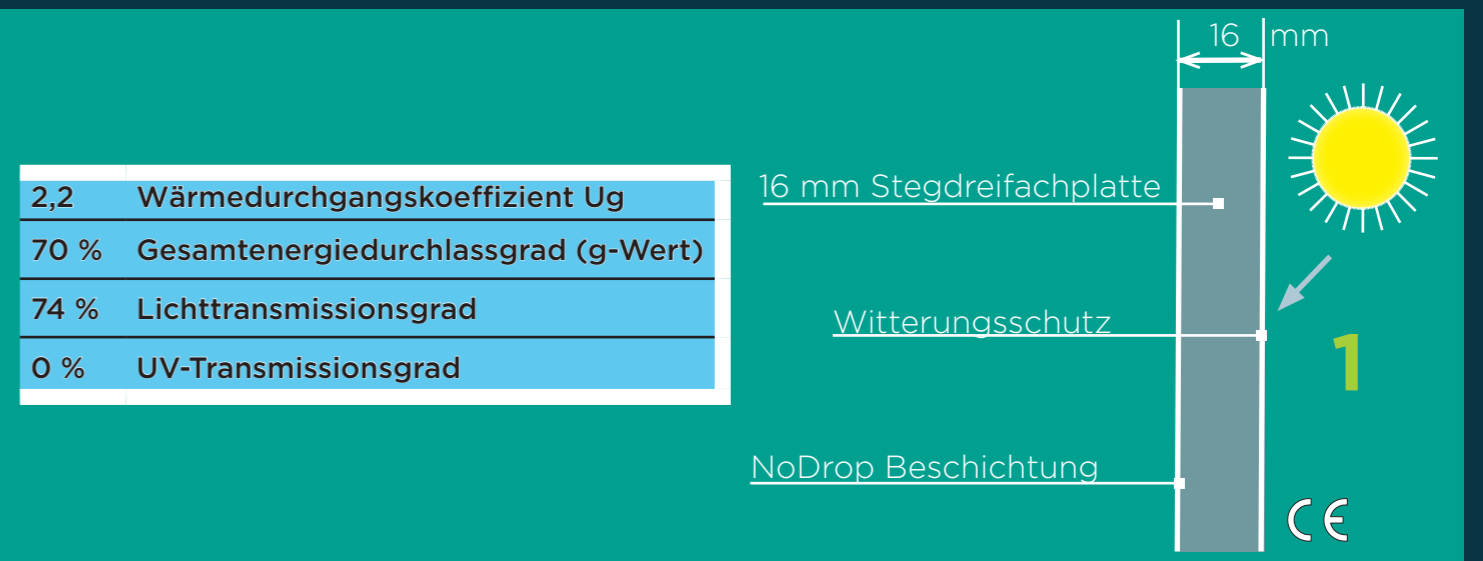 2,2 Wärmedurchgangskoeffizient Ug
70 % Gesamtenergiedurchlassgrad (g-Wert)
74 % Lichttransmissionsgrad
0 % UV-Transmissionsgrad
16 mm
16 mm Stegdreifachplatte
Witterungsschutz
1
NoDrop Beschichtung
CE